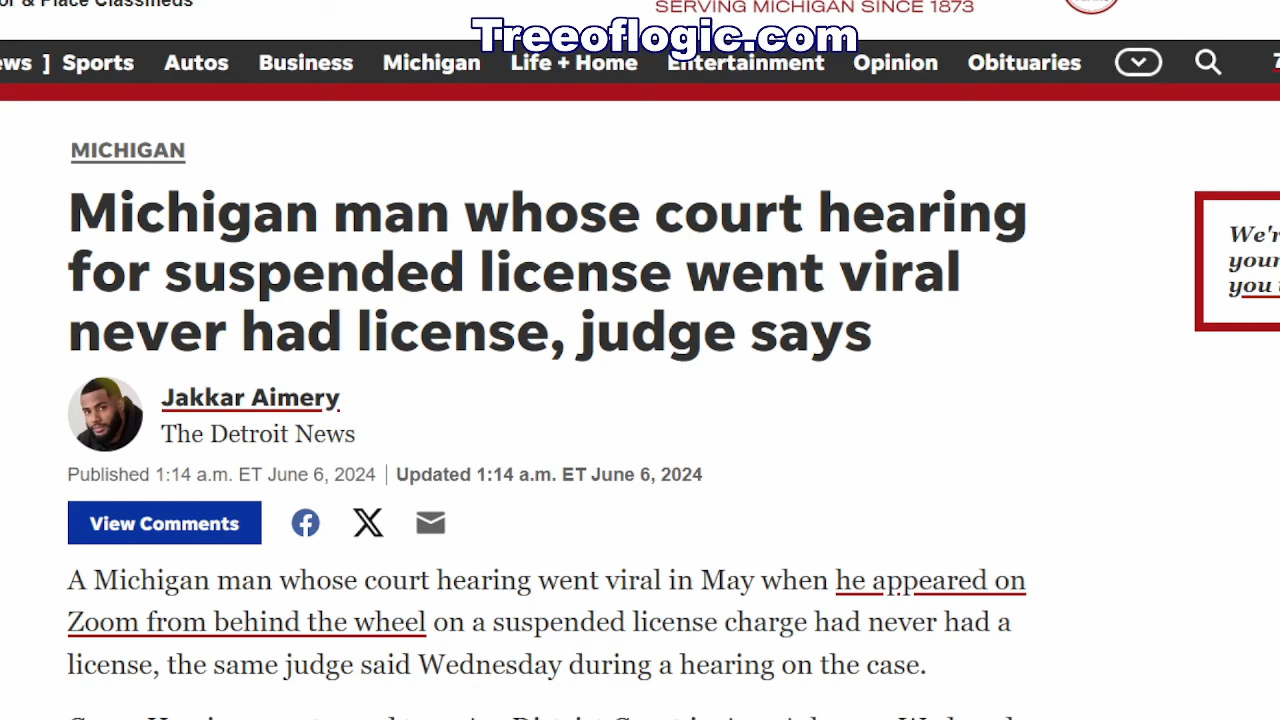 SERVING MICHIGAN SINCE 1873
Treeoflogic.com
Sports Autos Business Michigan Life + Home Entertainment Opinion Obituaries
MICHIGAN
Michigan man whose court hearing
for suspended license went viral
never had license, judge says
We'r
your
you
Jakkar Aimery
The Detroit News
Published 1:14 a.m. ET June 6, 2024 | Updated 1:14 a.m. ET June 6, 2024
View Comments
A Michigan man whose court hearing went viral in May when he appeared on
Zoom from behind the wheel on a suspended license charge had never had a
license, the same judge said Wednesday during a hearing on the case.